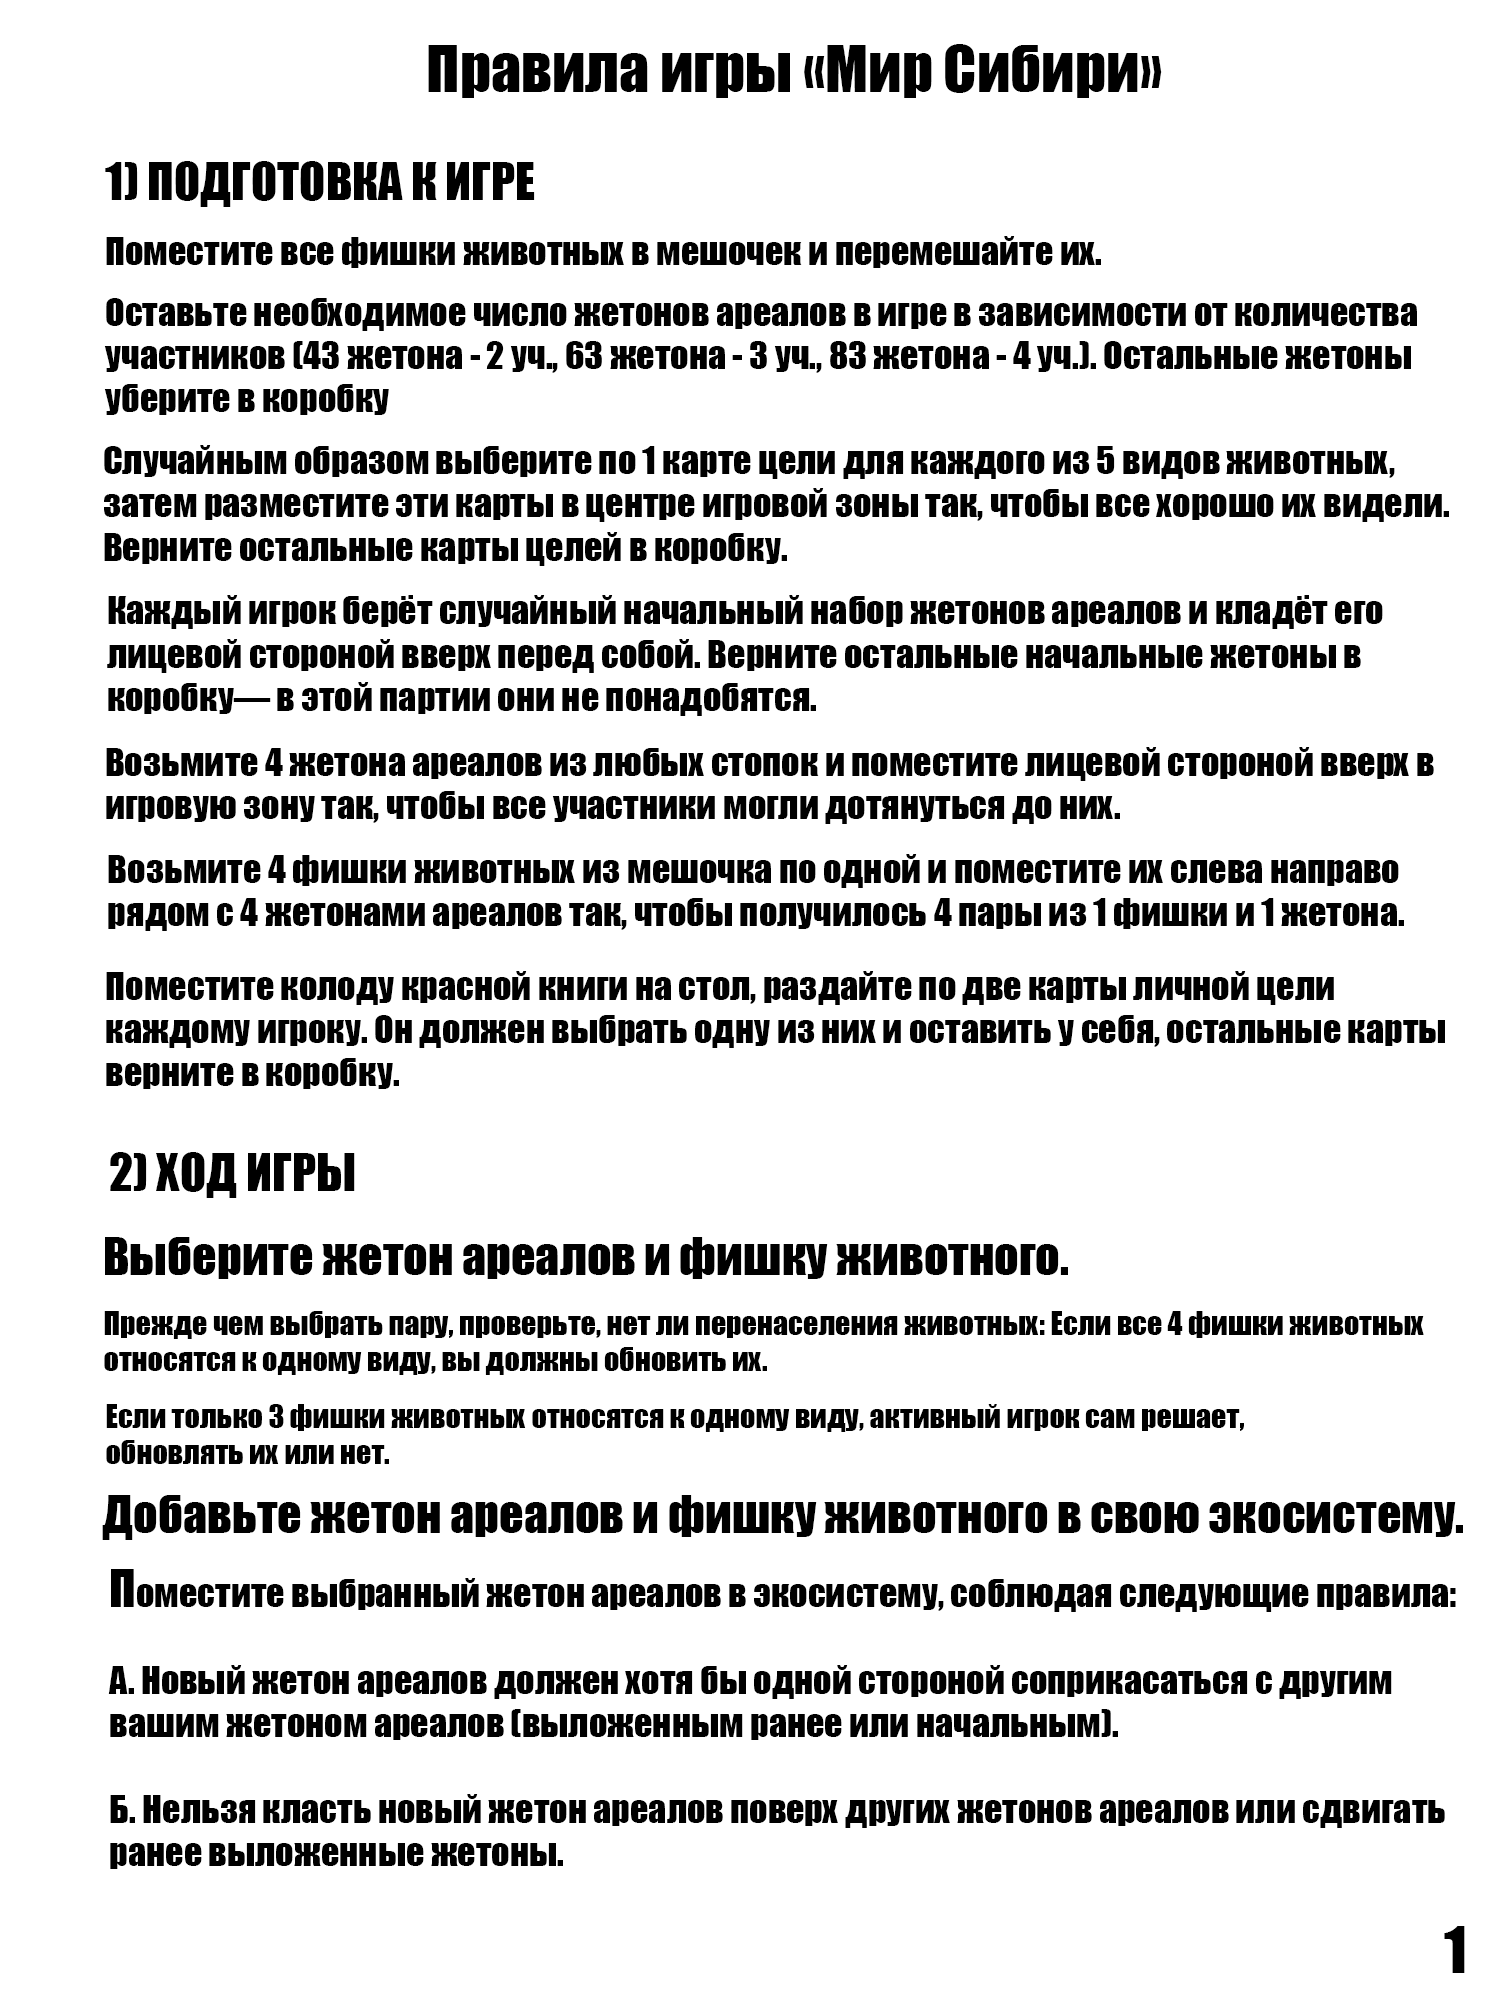 Правила игры «Мир Сибири»
1) ПОДГОТОВКА К ИГРЕ
Поместите все фишки животных в мешочек и перемешайте их.
Оставьте необходимое число жетонов ареалов в игре в зависимости от количества
участников (43 жетона - 2 уч., 63 жетона - 3 уч., 83 жетона - 4 уч.). Остальные жетоны
уберите в коробку
Случайным образом выберите по 1 карте цели для каждого из 5 видов животных,
затем разместите эти карты в центре игровой зоны так, чтобы все хорошо их видели.
Верните остальные карты целей в коробку.
Каждый игрок берёт случайный начальный набор жетонов ареалов и кладёт его
лицевой стороной вверх перед собой. Верните остальные начальные жетоны в
коробку— в этой партии они не понадобятся.
Возьмите 4 жетона ареалов из любых стопок и поместите лицевой стороной вверх в
игровую зону так, чтобы все участники могли дотянуться до них.
Возьмите 4 фишки животных из мешочка по одной и поместите их слева направо
рядом с 4 жетонами ареалов так, чтобы получилось 4 пары из 1 фишки и 1 жетона.
Поместите колоду красной книги на стол, раздайте по две карты личной цели
каждому игроку. Он должен выбрать одну из них и оставить у себя, остальные карты
верните в коробку.
2) ХОД ИГРЫ
Выберите жетон ареалов и фишку животного.
Прежде чем выбрать пару, проверьте, нет ли перенаселения животных: Если все 4 фишки животных
относятся к одному виду, вы должны обновить их.
Если только 3 фишки животных относятся к одному виду, активный игрок сам решает,
обновлять их или нет.
Добавьте жетон ареалов и фишку животного в свою экосистему.
Поместите выбранный жетон ареалов в экосистему, соблюдая следующие правила:
А. Новый жетон ареалов должен хотя бы одной стороной соприкасаться с другим
вашим жетоном ареалов (выложенным ранее или начальным).
Б. Нельзя класть новый жетон ареалов поверх других жетонов ареалов или сдвигать
ранее выложенные жетоны.
1